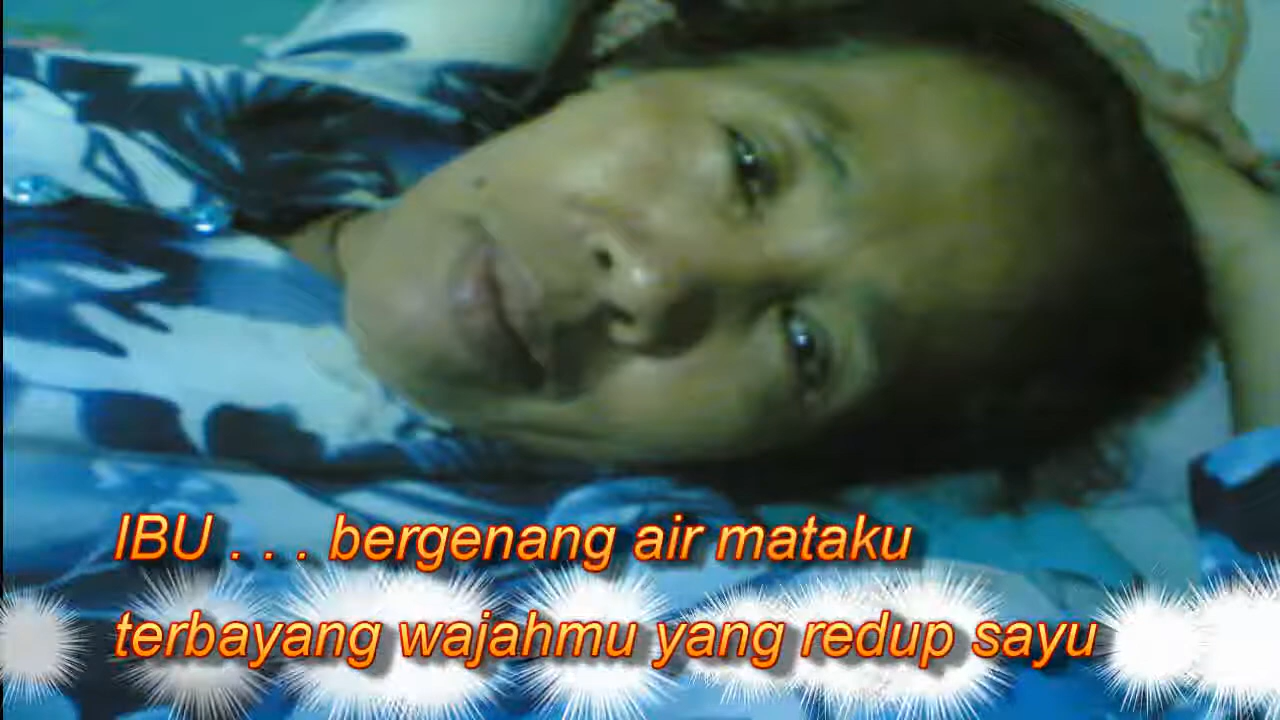 IBU . . . bergenang air mataku
terbayang wajahmu yang redup sayu